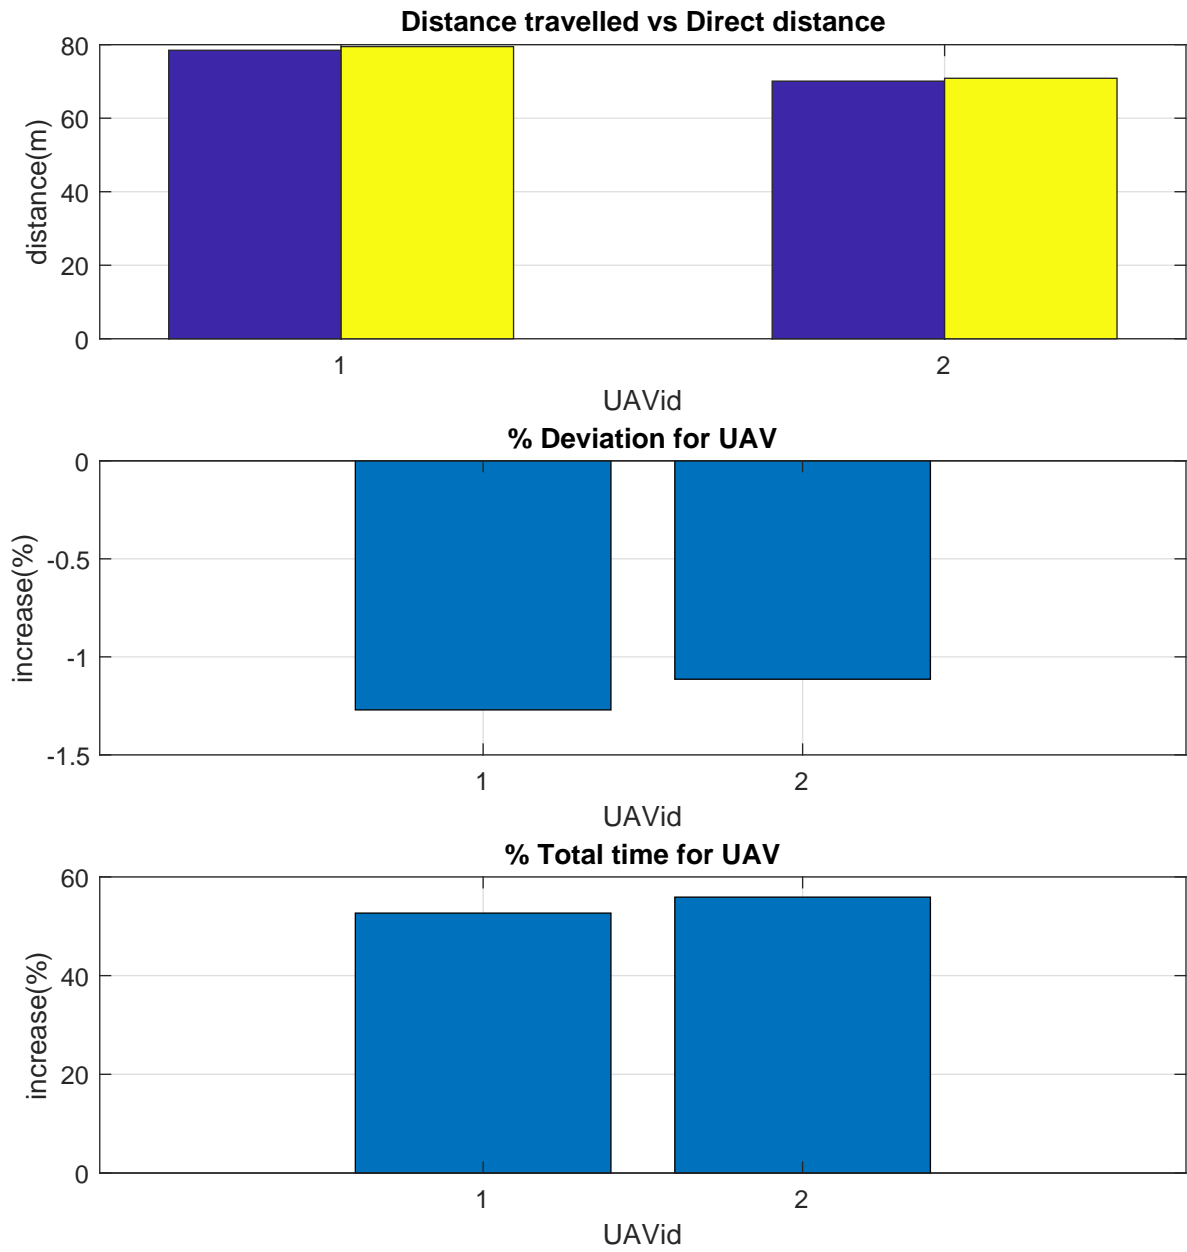 Distance travelled vs Direct distance
80
60
40
20
0
distance(m)
1 2
UAVid
% Deviation for UAV
0
-0.5
-1
-1.5
increase(%)
1 2
UAVid
% Total time for UAV
60
40
20
0
increase(%)
1 2
UAVid